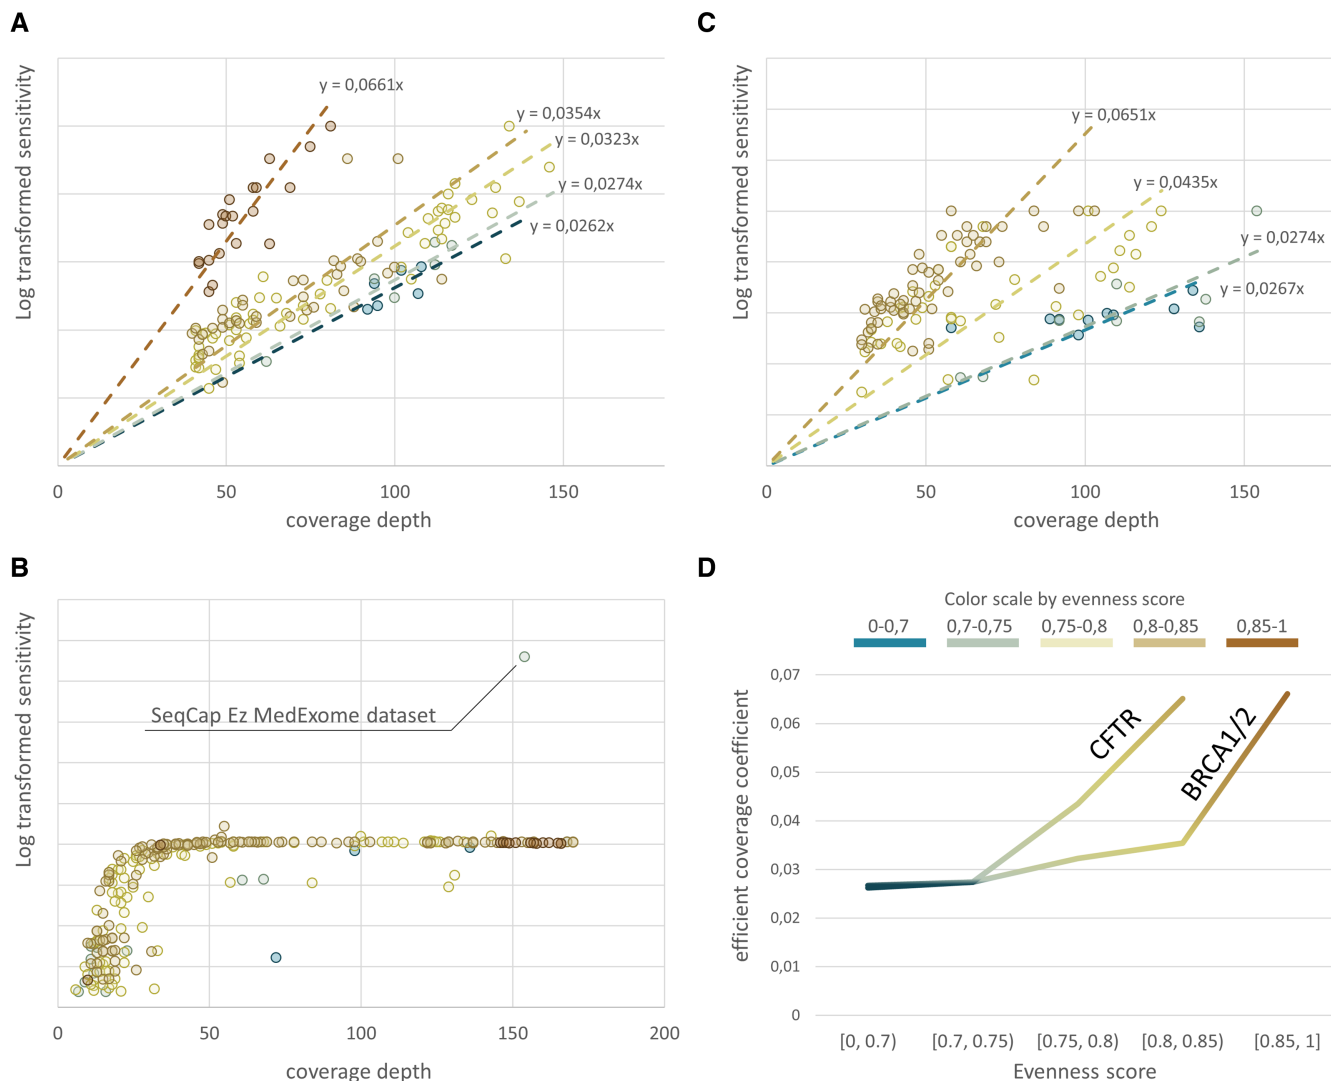 A
Log transformed sensitivity
y = 0,0661x
y = 0,0354x
y = 0,0323x
y = 0,0274x
y = 0,0262x
0 50 100 150
coverage depth
C
Log transformed sensitivity
y = 0,0651x
y = 0,0435x
y = 0,0274x
y = 0,0267x
0 50 100 150
coverage depth
B
Log transformed sensitivity
SeqCap Ez MedExome dataset
0 50 100 150 200
coverage depth
D
Color scale by evenness score
0-0,7 0,7-0,75 0,75-0,8 0,8-0,85 0,85-1
efficient coverage coefficient
0,07
0,06
0,05
0,04
0,03
0,02
0,01
0
CFTR
BRCA1/2
[0, 0.7) [0.7, 0.75) [0.75, 0.8) [0.8, 0.85) [0.85, 1]
Evenness score